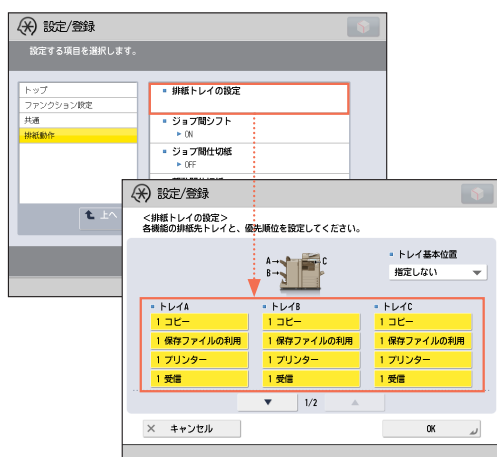 設定/登録
設定する項目を選択します。
トップ
ファンクション設定
共通
排紙動作
排紙トレイの設定
ジョブ間シフト
▶ ON
ジョブ間仕切紙
▶ OFF
上へ
設定/登録
<排紙トレイの設定>
各機能の排紙先トレイと、優先順位を設定してください。
A→
C
B→
トレイ基本位置
指定しない
トレイA
トレイB
トレイC
1 コピー
1 コピー
1 コピー
1 保存ファイルの利用
1 保存ファイルの利用
1 保存ファイルの利用
1 プリンター
1 プリンター
1 プリンター
1 受信
1 受信
1 受信
▼ 1/2 ▲
× キャンセル
OK